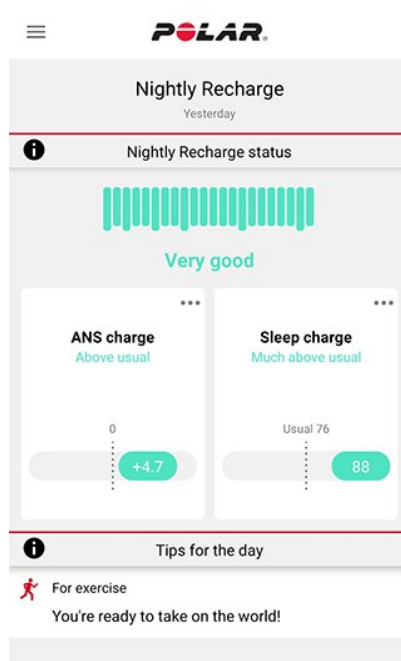 POLAR.
Nightly Recharge
Yesterday
Nightly Recharge status
Very good
ANS charge
Above usual
0
+4.7
Sleep charge
Much above usual
Usual 76
88
Tips for the day
For exercise
You're ready to take on the world!